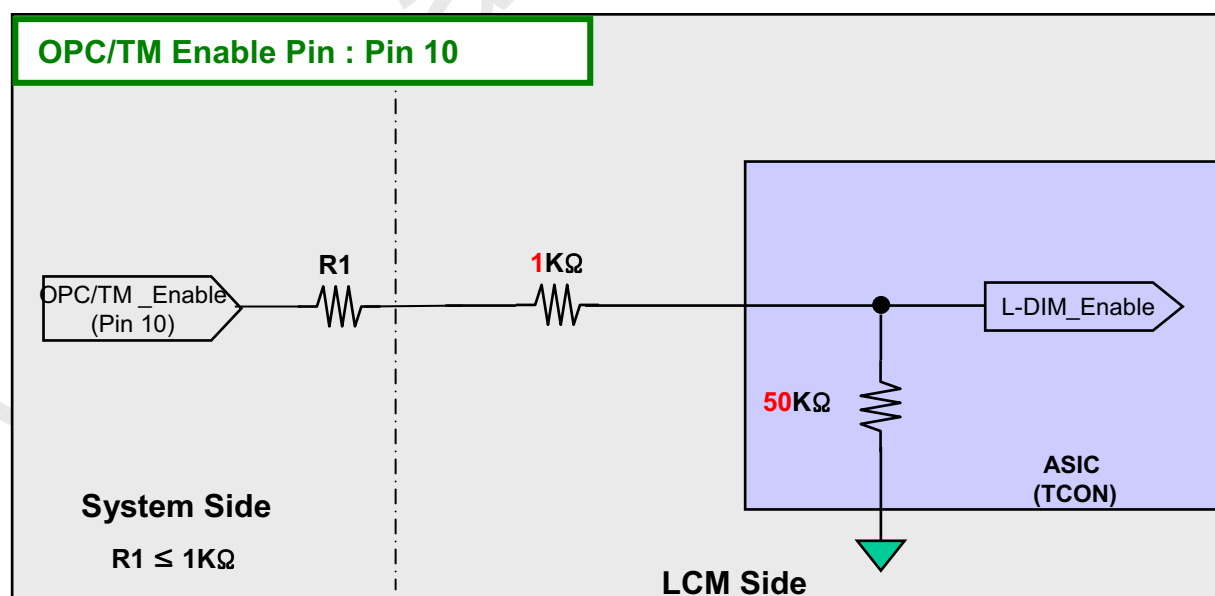 OPC/TM Enable Pin : Pin 10
R1
1KΩ
OPC/TM _Enable
(Pin 10)
L-DIM_Enable
50KΩ
ASIC
(TCON)
System Side
R1 ≤ 1KΩ
LCM Side